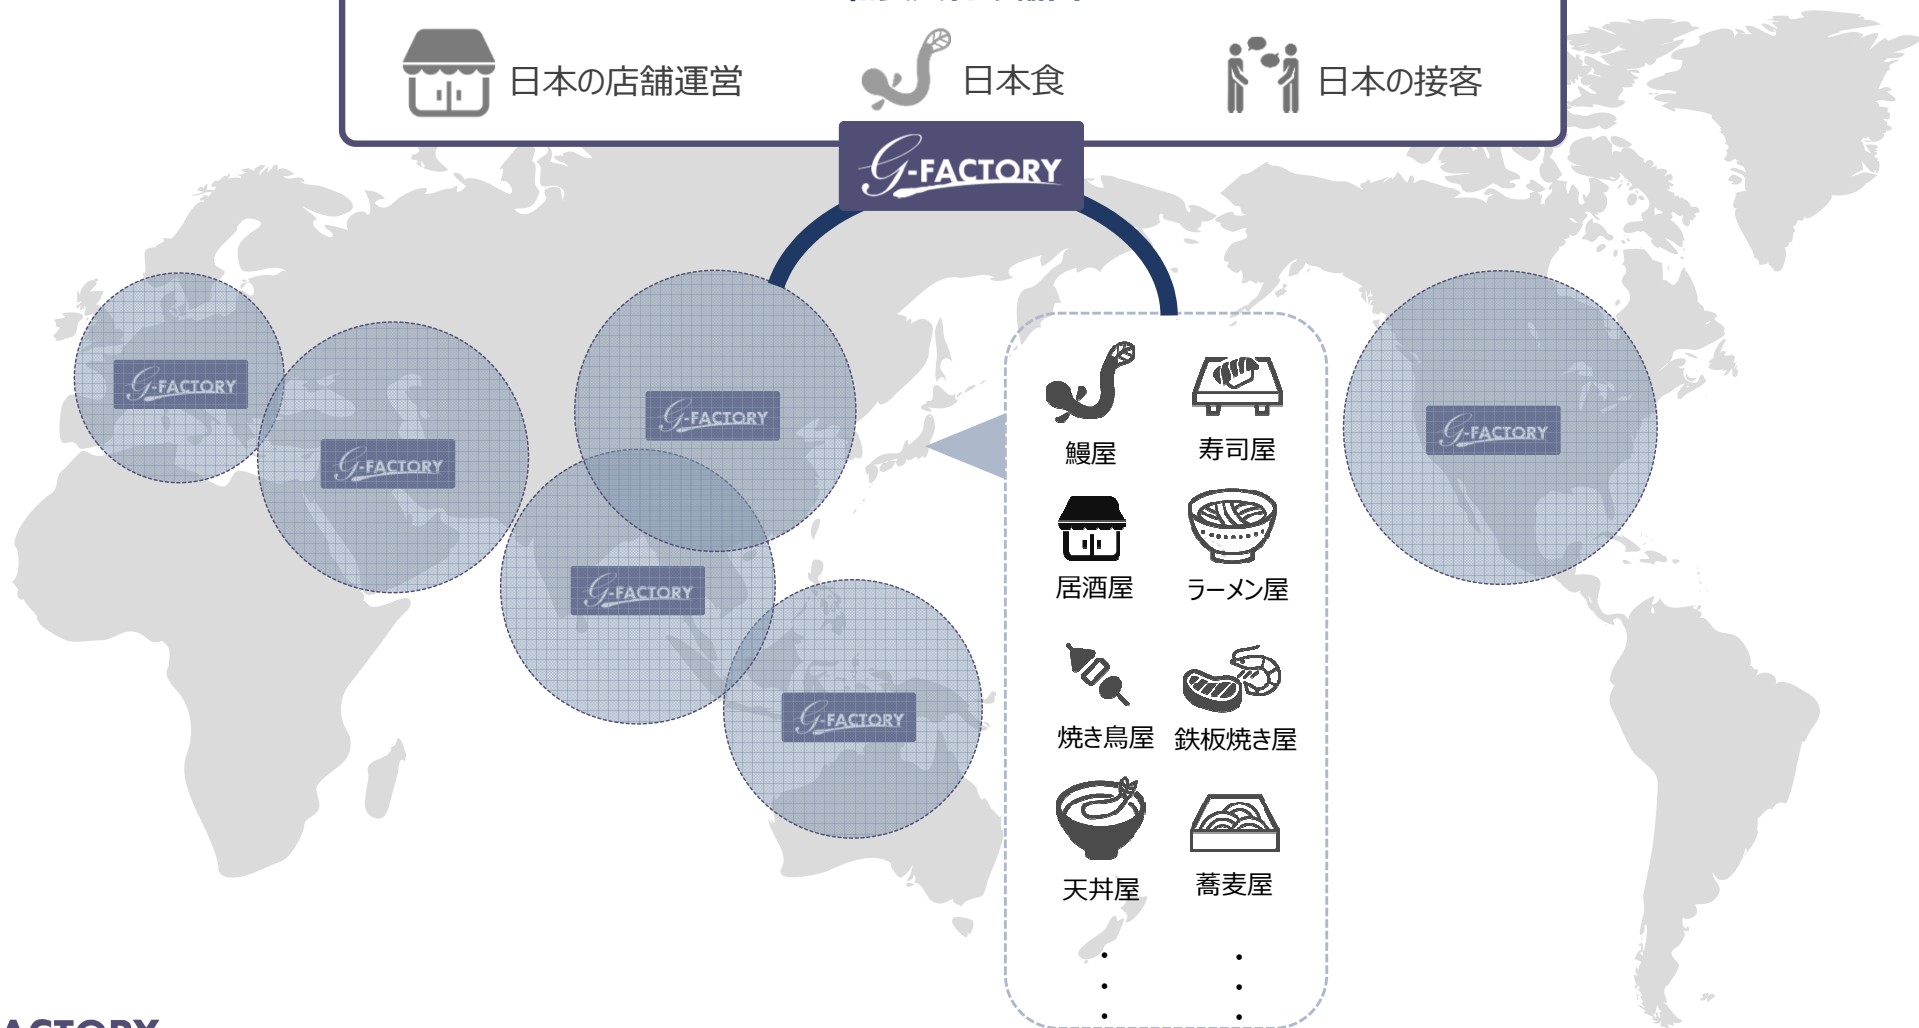 日本の店舗運営
日本食
日本の接客
G-FACTORY
G-FACTORY
G-FACTORY
G-FACTORY
G-FACTORY
G-FACTORY
G-FACTORY
鰻屋
寿司屋
居酒屋
ラーメン屋
焼き鳥屋
鉄板焼き屋
天丼屋
蕎麦屋
・ ・
・ ・
・ ・